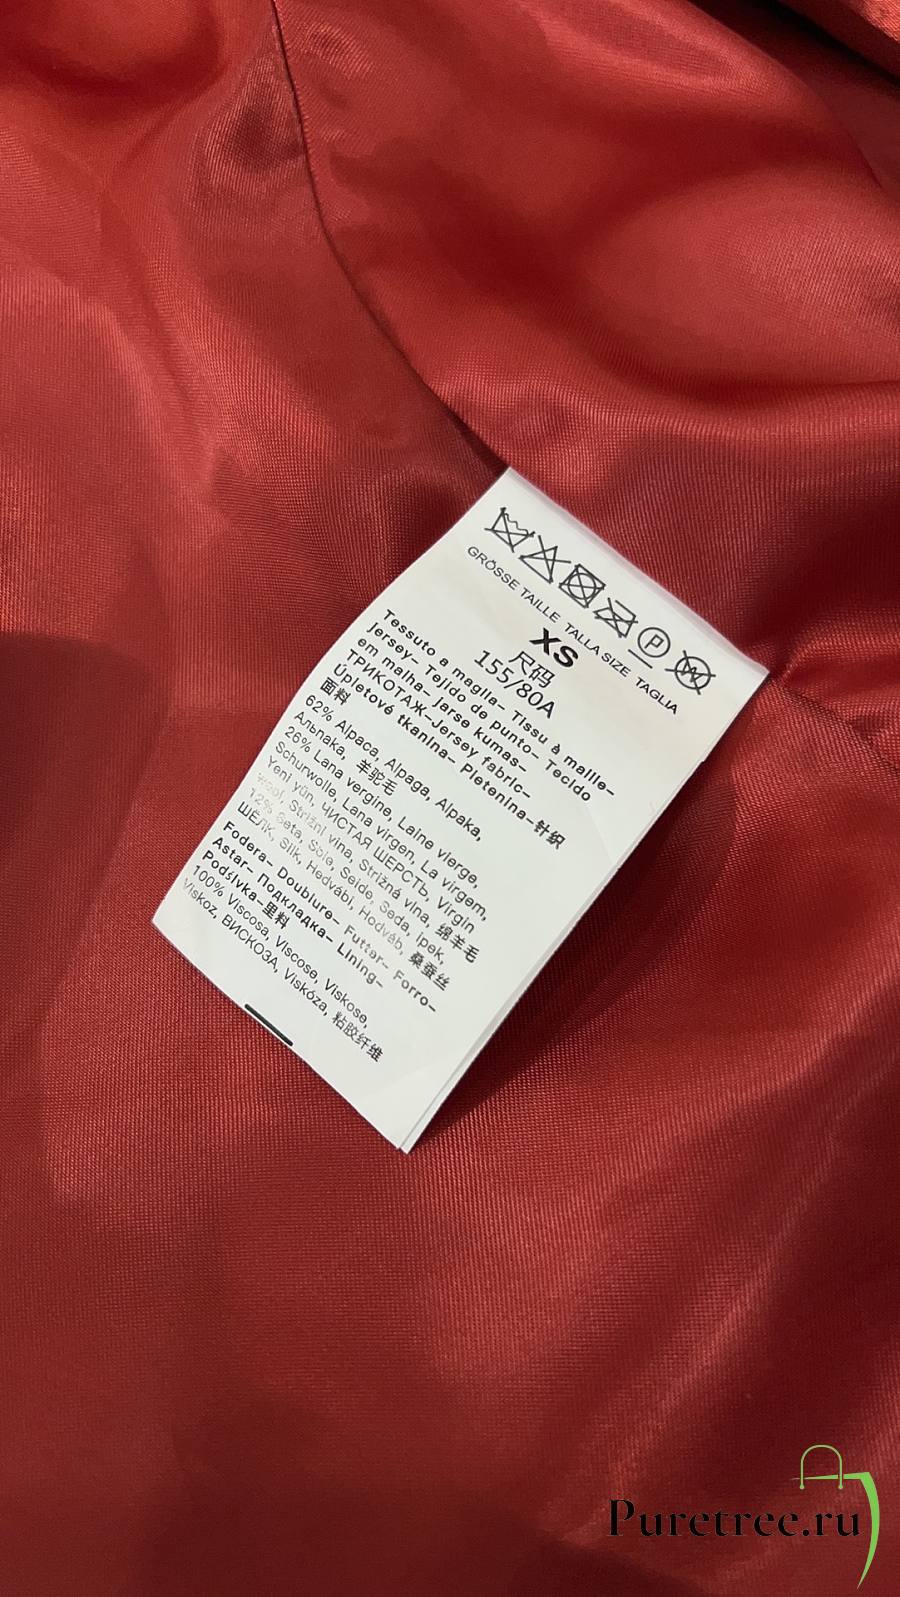 GRÖSSE TAILLE TALLA SIZE TAGLIA
XS
尺码
155/80A
Tessuto a maglia– Tissu à maille–
Jersey– Tejido de punto– Tecido
em malha– Jarse kumas–
ТРИКОТАЖ–Jersey fabric–
Úpletové tkanina– Pletenina–针织
面料
62% Alpaca, Alpaga, Alpaka,
Альпака, 羊驼毛
26% Lana vergine, Laine vierge,
Schurwolle, Lana virgen, La virgem,
Yeni yün, ЧИСТАЯ ШЕРСТЬ, Virgin
wool, Strižni vlna, Strižná vlna, 绵羊毛
12% Seta, Soie, Seide, Seda, ipek,
ШЁЛК, Silk, Hedvábí, Hodváb, 桑蚕丝
Fodera– Doublure– Futter– Forro–
Astar– Подкладка– Lining–
Podšívka–里料
100% Viscosa, Viscose, Viskose,
Viskoz, ВИСКОЗА, Viskóza, 粘胶纤维
Puretree.ru